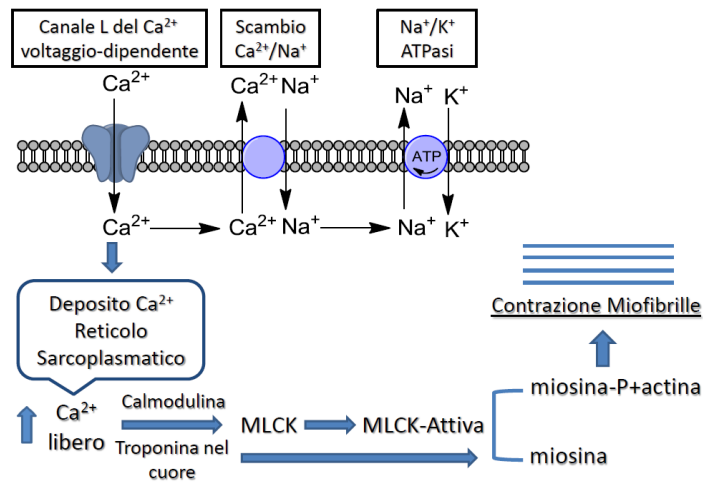 Canale L del Ca²⁺
voltaggio-dipendente
Scambio
Ca²⁺/Na⁺
Na⁺/K⁺
ATPasi
Ca²⁺
Ca²⁺ Na⁺
Na⁺ K⁺
ATP
Ca²⁺
Ca²⁺ Na⁺
Na⁺ K⁺
Deposito Ca²⁺
Reticolo
Sarcoplasmatico
Contrazione Miofibrille
Ca²⁺
libero
Calmodulina
Troponina nel
cuore
MLCK
MLCK-Attiva
miosina-P+actina
miosina